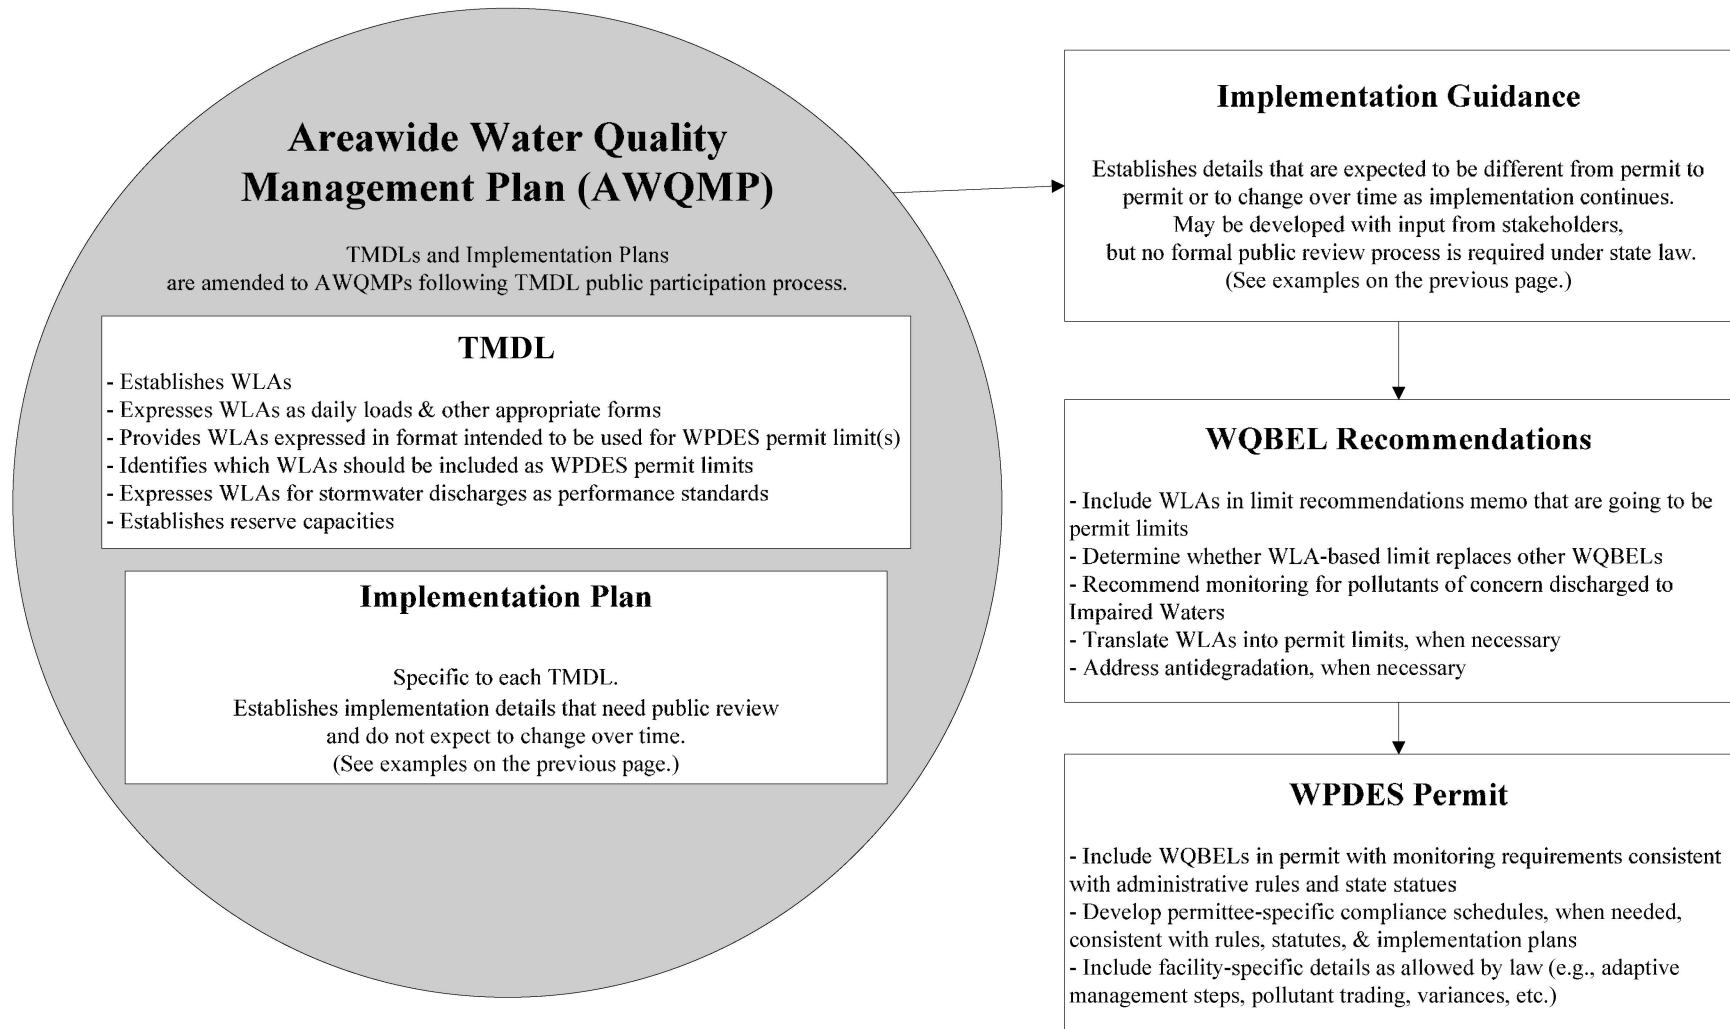 Areawide Water Quality
Management Plan (AWQMP)
TMDLs and Implementation Plans
are amended to AWQMPs following TMDL public participation process.
TMDL
- Establishes WLAs
- Expresses WLAs as daily loads & other appropriate forms
- Provides WLAs expressed in format intended to be used for WPDES permit limit(s)
- Identifies which WLAs should be included as WPDES permit limits
- Expresses WLAs for stormwater discharges as performance standards
- Establishes reserve capacities
Implementation Plan
Specific to each TMDL.
Establishes implementation details that need public review
and do not expect to change over time.
(See examples on the previous page.)
Implementation Guidance
Establishes details that are expected to be different from permit to
permit or to change over time as implementation continues.
May be developed with input from stakeholders,
but no formal public review process is required under state law.
(See examples on the previous page.)
WQBEL Recommendations
- Include WLAs in limit recommendations memo that are going to be
permit limits
- Determine whether WLA-based limit replaces other WQBELs
- Recommend monitoring for pollutants of concern discharged to
Impaired Waters
- Translate WLAs into permit limits, when necessary
- Address antidegradation, when necessary
WPDES Permit
- Include WQBELs in permit with monitoring requirements consistent
with administrative rules and state statues
- Develop permittee-specific compliance schedules, when needed,
consistent with rules, statutes, & implementation plans
- Include facility-specific details as allowed by law (e.g., adaptive
management steps, pollutant trading, variances, etc.)